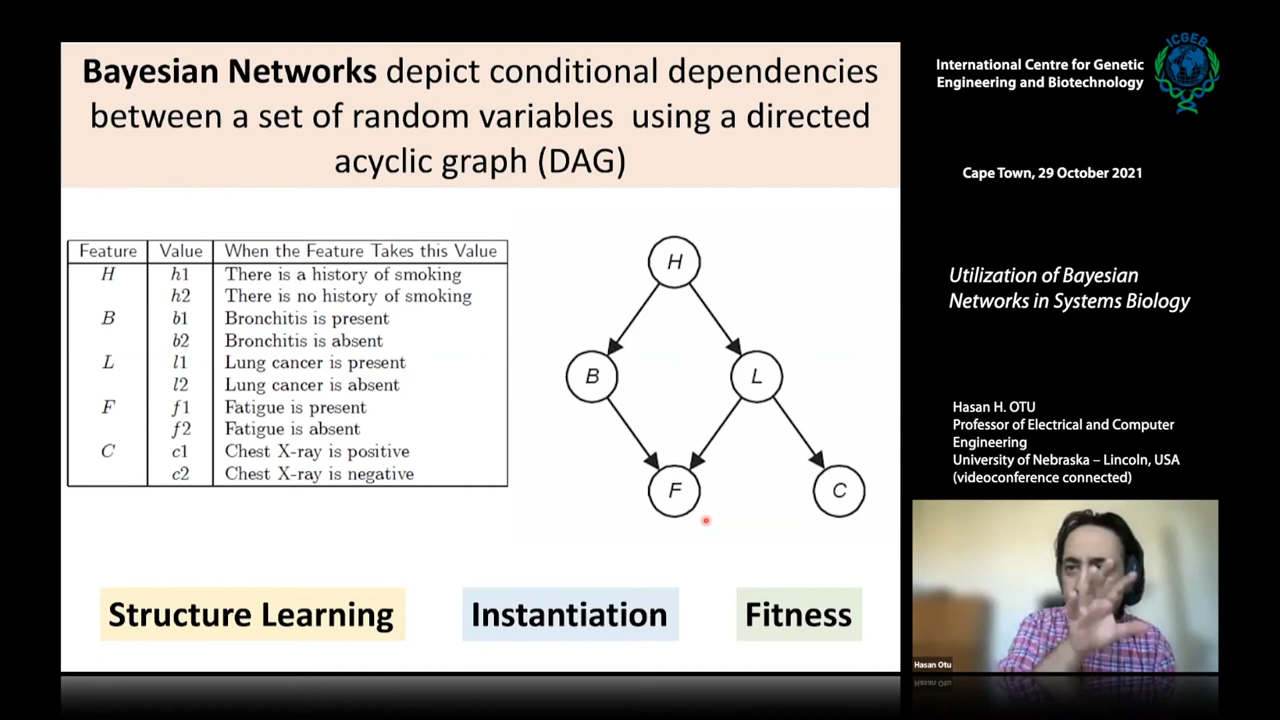 Bayesian Networks depict conditional dependencies
between a set of random variables using a directed
acyclic graph (DAG)
Feature Value When the Feature Takes this Value
H h1 There is a history of smoking
h2 There is no history of smoking
B b1 Bronchitis is present
b2 Bronchitis is absent
L l1 Lung cancer is present
l2 Lung cancer is absent
F f1 Fatigue is present
f2 Fatigue is absent
C c1 Chest X-ray is positive
c2 Chest X-ray is negative
H
B L
F C
Structure Learning Instantiation Fitness
International Centre for Genetic
Engineering and Biotechnology
ICGEB
Cape Town, 29 October 2021
Utilization of Bayesian
Networks in Systems Biology
Hasan H. OTU
Professor of Electrical and Computer
Engineering
University of Nebraska – Lincoln, USA
(videoconference connected)
Hasan Otu